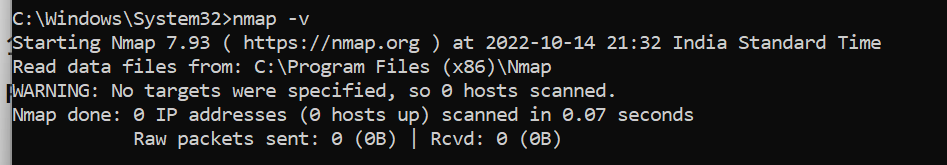 C:\Windows\System32>nmap -v
Starting Nmap 7.93 ( https://nmap.org ) at 2022-10-14 21:32 India Standard Time
Read data files from: C:\Program Files (x86)\Nmap
WARNING: No targets were specified, so 0 hosts scanned.
Nmap done: 0 IP addresses (0 hosts up) scanned in 0.07 seconds
Raw packets sent: 0 (0B) | Rcvd: 0 (0B)